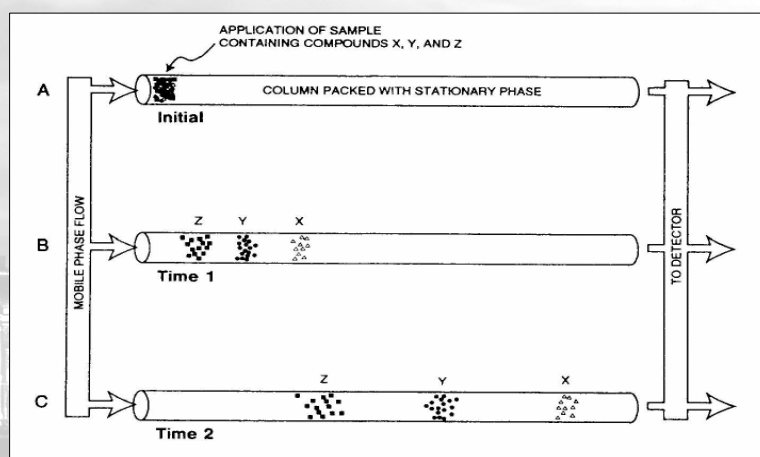 APPLICATION OF SAMPLE
CONTAINING COMPOUNDS X, Y, AND Z
A
COLUMN PACKED WITH STATIONARY PHASE
Initial
MOBILE PHASE FLOW
TO DETECTOR
Z Y X
B
Time 1
Z Y X
C
Time 2